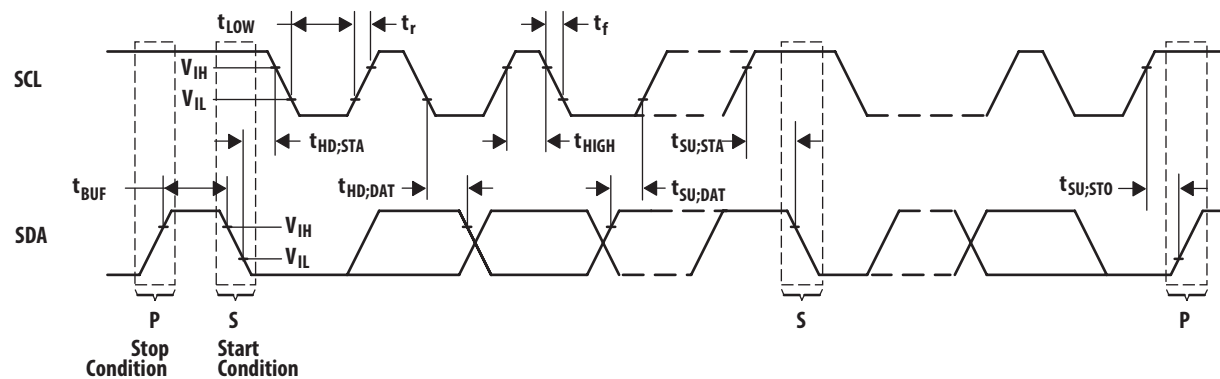 tLOW
tr
tf
SCL
VIH
VIL
tHD;STA
tHIGH
tSU;STA
tBUF
tHD;DAT
tSU;DAT
tSU;STO
SDA
VIH
VIL
P
S
S
P
Stop
Condition
Start
Condition